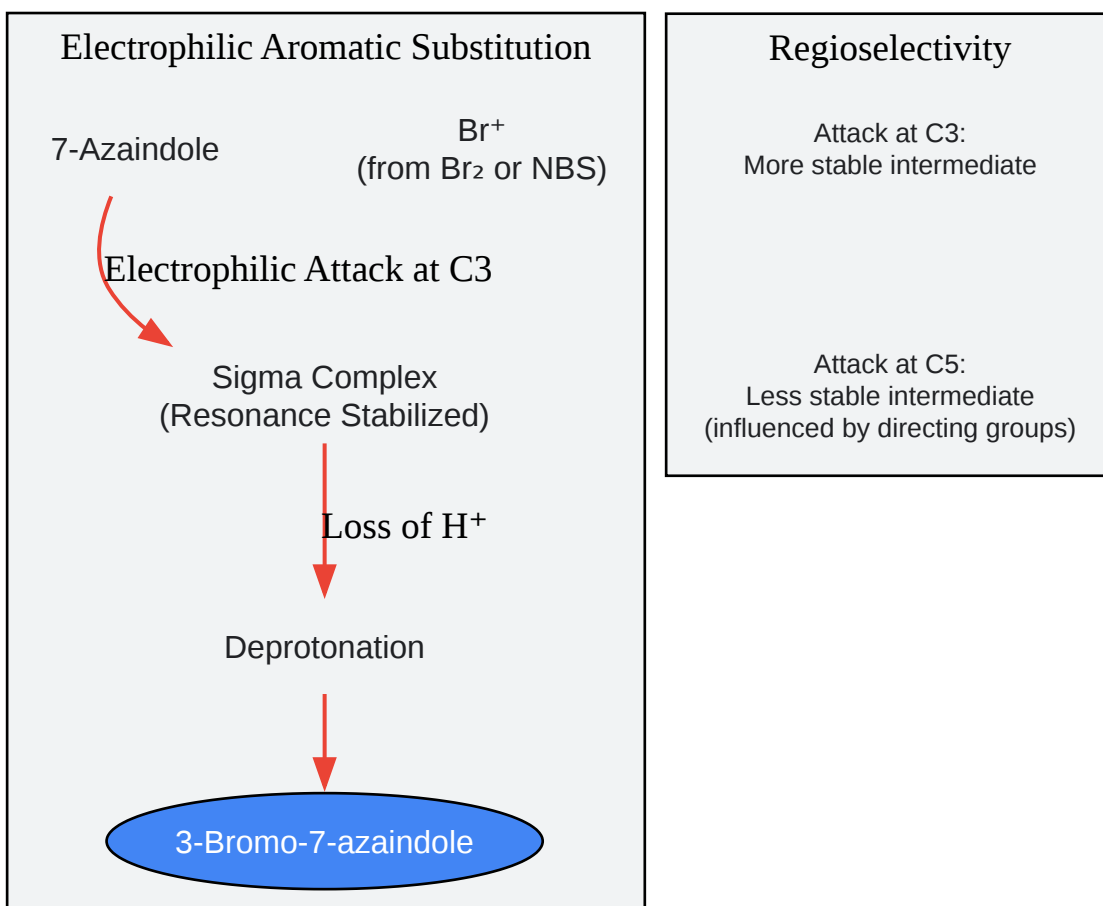 Electrophilic Aromatic Substitution
7-Azaindole
Br⁺
(from Br₂ or NBS)
Electrophilic Attack at C3
Sigma Complex
(Resonance Stabilized)
Loss of H⁺
Deprotonation
3-Bromo-7-azaindole
Regioselectivity
Attack at C3:
More stable intermediate
Attack at C5:
Less stable intermediate
(influenced by directing groups)